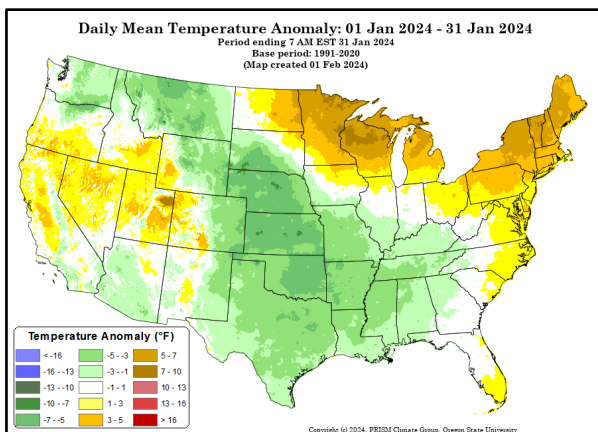 Daily Mean Temperature Anomaly: 01 Jan 2024 - 31 Jan 2024
Period ending 7 AM EST 31 Jan 2024
Base period: 1991-2020
(Map created 01 Feb 2024)
Temperature Anomaly (°F)
< -16
-16 - -13
-13 - -10
-10 - -7
-7 - -5
-5 - -3
-3 - -1
-1 - 1
1 - 3
3 - 5
5 - 7
7 - 10
10 - 13
13 - 16
> 16
Copyright (c) 2024, PRISM Climate Group, Oregon State University